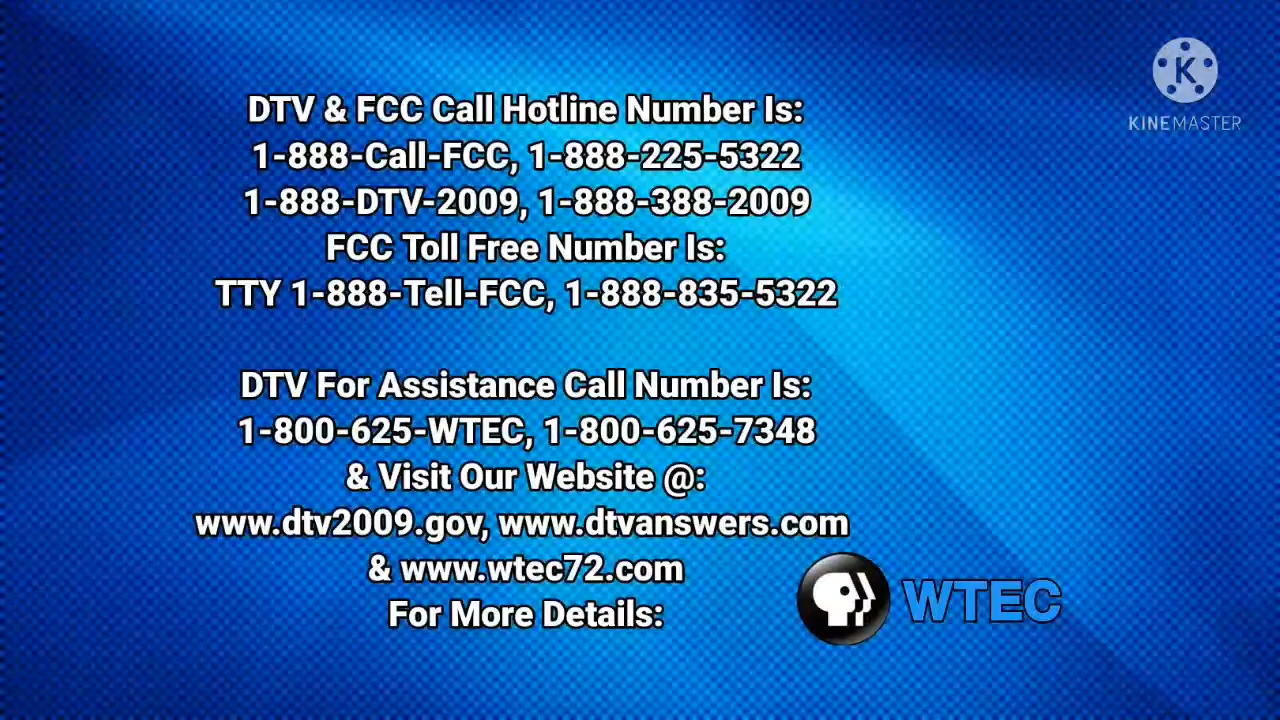 K
KINEMASTER
DTV & FCC Call Hotline Number Is:
1-888-Call-FCC, 1-888-225-5322
1-888-DTV-2009, 1-888-388-2009
FCC Toll Free Number Is:
TTY 1-888-Tell-FCC, 1-888-835-5322
DTV For Assistance Call Number Is:
1-800-625-WTEC, 1-800-625-7348
& Visit Our Website @:
www.dtv2009.gov, www.dtvanswers.com
& www.wtec72.com
For More Details:
WTEC